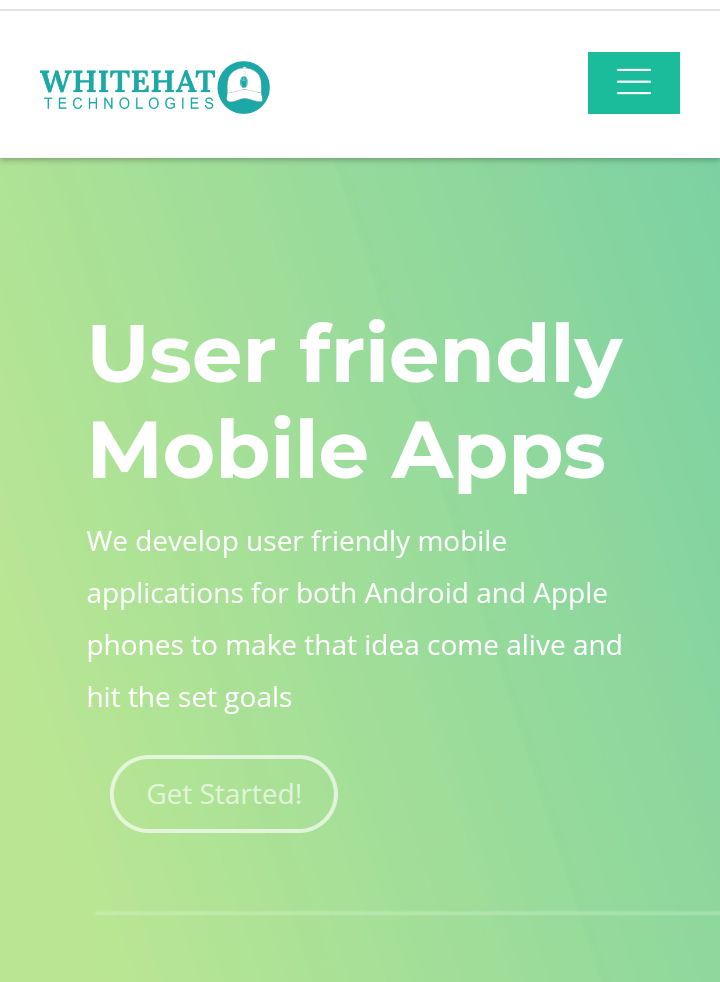 WHITEHAT
TECHNOLOGIES
User friendly
Mobile Apps
We develop user friendly mobile
applications for both Android and Apple
phones to make that idea come alive and
hit the set goals
Get Started!